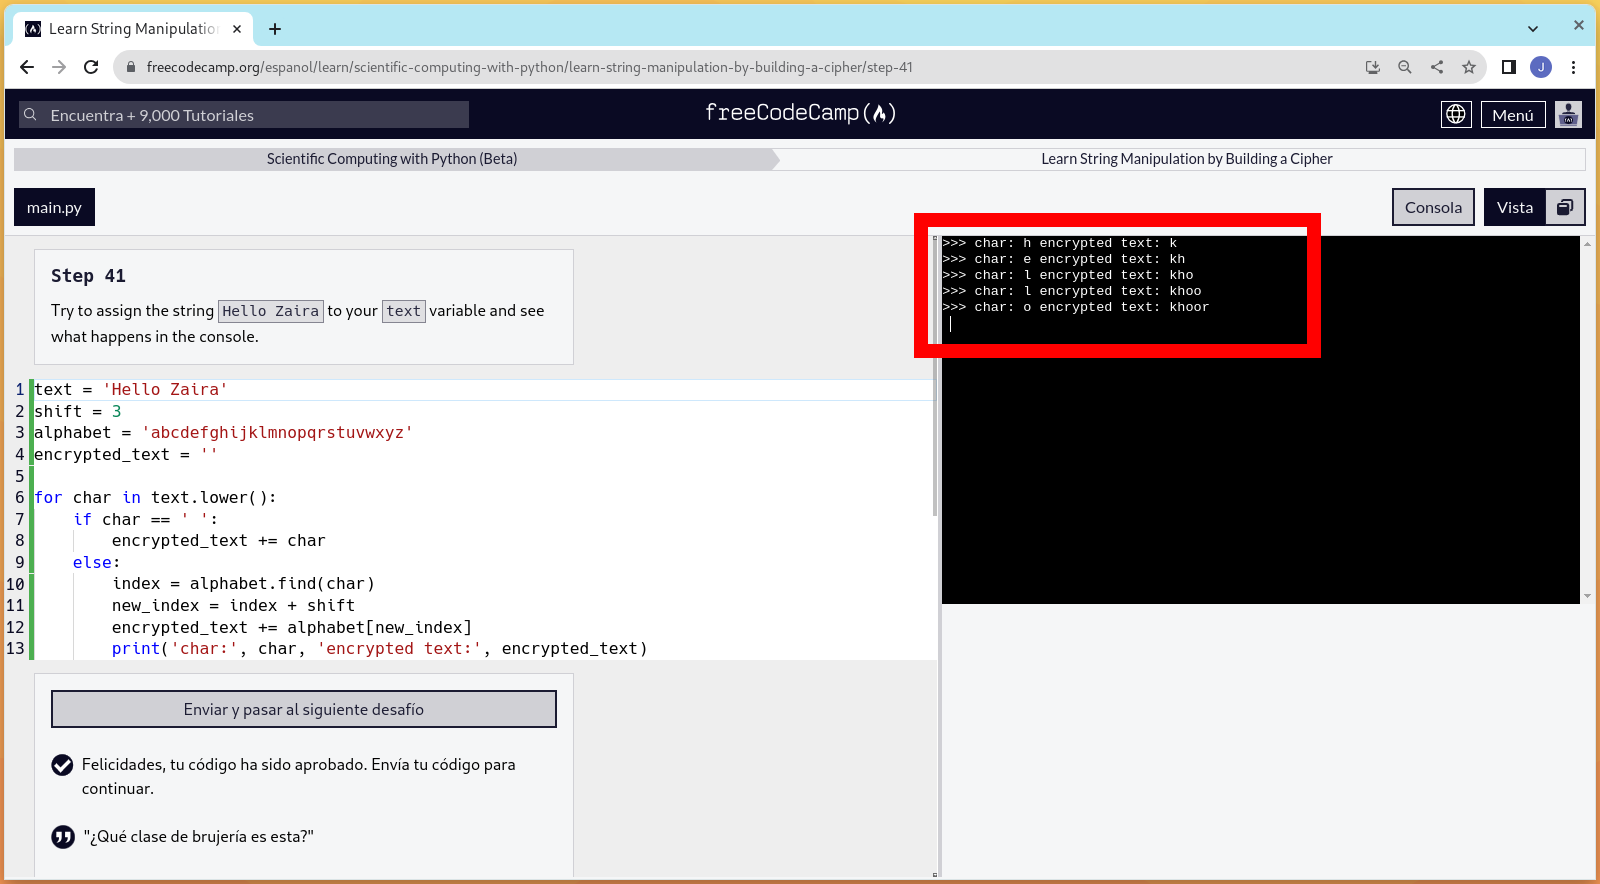 Learn String Manipulatio
freecodecamp.org/espanol/learn/scientific-computing-with-python/learn-string-manipulation-by-building-a-cipher/step-41
J
Encuentra + 9,000 Tutoriales
freeCodeCamp
Menú
Scientific Computing with Python (Beta)
Learn String Manipulation by Building a Cipher
main.py
Consola
Vista
Step 41
Try to assign the string Hello Zaira to your text variable and see
what happens in the console.
1 text = 'Hello Zaira'
2 shift = 3
3 alphabet = 'abcdefghijklmnopqrstuvwxyz'
4 encrypted_text = ''
5
6 for char in text.lower():
7     if char == ' ':
8         encrypted_text += char
9     else:
10         index = alphabet.find(char)
11         new_index = index + shift
12         encrypted_text += alphabet[new_index]
13         print('char:', char, 'encrypted text:', encrypted_text)
Enviar y pasar al siguiente desafío
Felicidades, tu código ha sido aprobado. Envía tu código para
continuar.
"¿Qué clase de brujería es esta?"
>>> char: h encrypted text: k
>>> char: e encrypted text: kh
>>> char: l encrypted text: kho
>>> char: l encrypted text: khoo
>>> char: o encrypted text: khoor